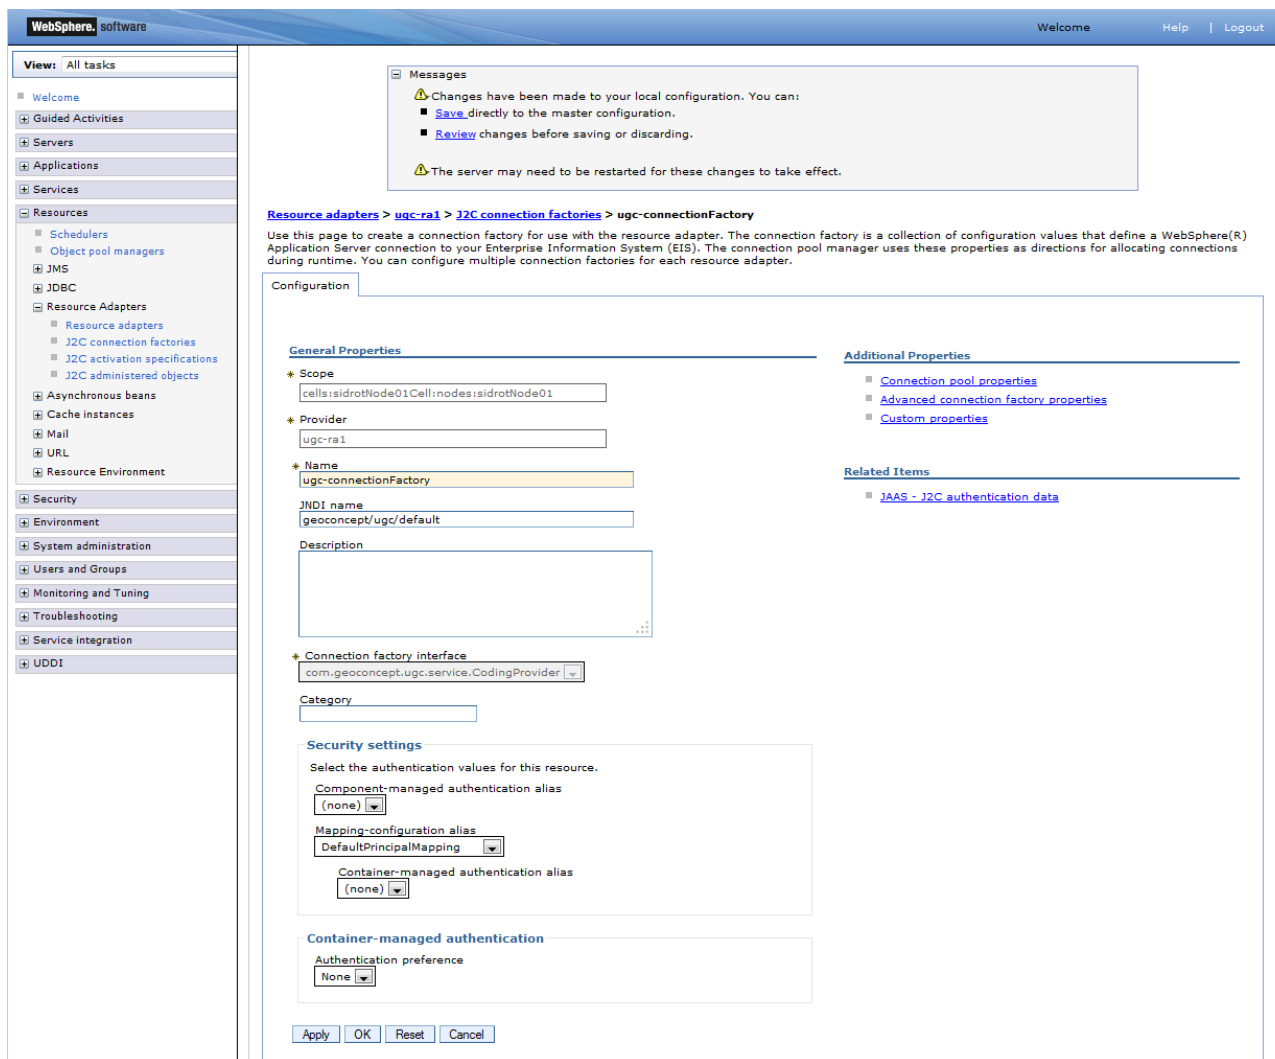 WebSphere. software
Welcome Help | Logout
View: All tasks
Welcome
Guided Activities
Servers
Applications
Services
Resources
Schedulers
Object pool managers
JMS
JDBC
Resource Adapters
Resource adapters
J2C connection factories
J2C activation specifications
J2C administered objects
Asynchronous beans
Cache instances
Mail
URL
Resource Environment
Security
Environment
System administration
Users and Groups
Monitoring and Tuning
Troubleshooting
Service integration
UDDI
Messages
Changes have been made to your local configuration. You can:
Save directly to the master configuration.
Review changes before saving or discarding.
The server may need to be restarted for these changes to take effect.
Resource adapters > ugc-ra1 > J2C connection factories > ugc-connectionFactory
Use this page to create a connection factory for use with the resource adapter. The connection factory is a collection of configuration values that define a WebSphere(R)
Application Server connection to your Enterprise Information System (EIS). The connection pool manager uses these properties as directions for allocating connections
during runtime. You can configure multiple connection factories for each resource adapter.
Configuration
General Properties
* Scope
cells:sidrotNode01Cell:nodes:sidrotNode01
* Provider
ugc-ra1
* Name
ugc-connectionFactory
JNDI name
geoconcept/ugc/default
Description
* Connection factory interface
com.geoconcept.ugc.service.CodingProvider
Category
Security settings
Select the authentication values for this resource.
Component-managed authentication alias
(none)
Mapping-configuration alias
DefaultPrincipalMapping
Container-managed authentication alias
(none)
Container-managed authentication
Authentication preference
None
Apply OK Reset Cancel
Additional Properties
Connection pool properties
Advanced connection factory properties
Custom properties
Related Items
JAAS - J2C authentication data